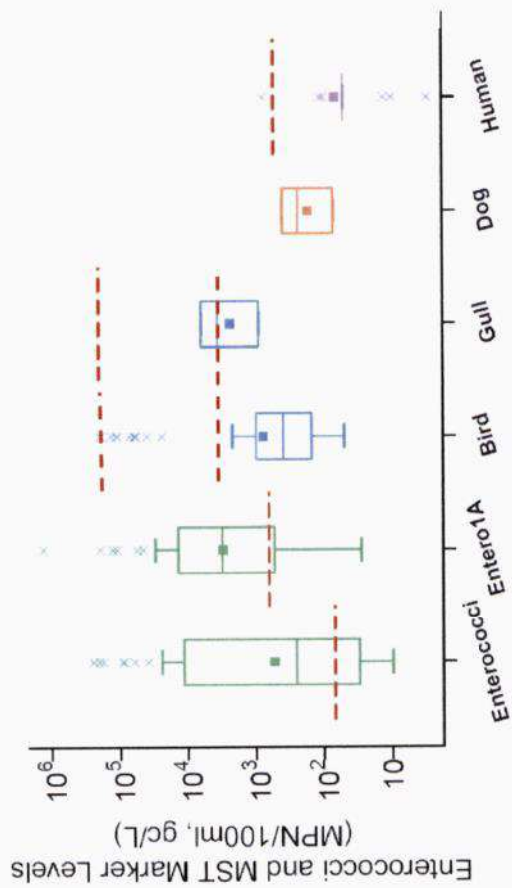 Enterococci and MST Marker Levels
(MPN/100ml, gc/L)
10⁶
10⁵
10⁴
10³
10²
10
Enterococci
Entero1A
Bird
Gull
Dog
Human